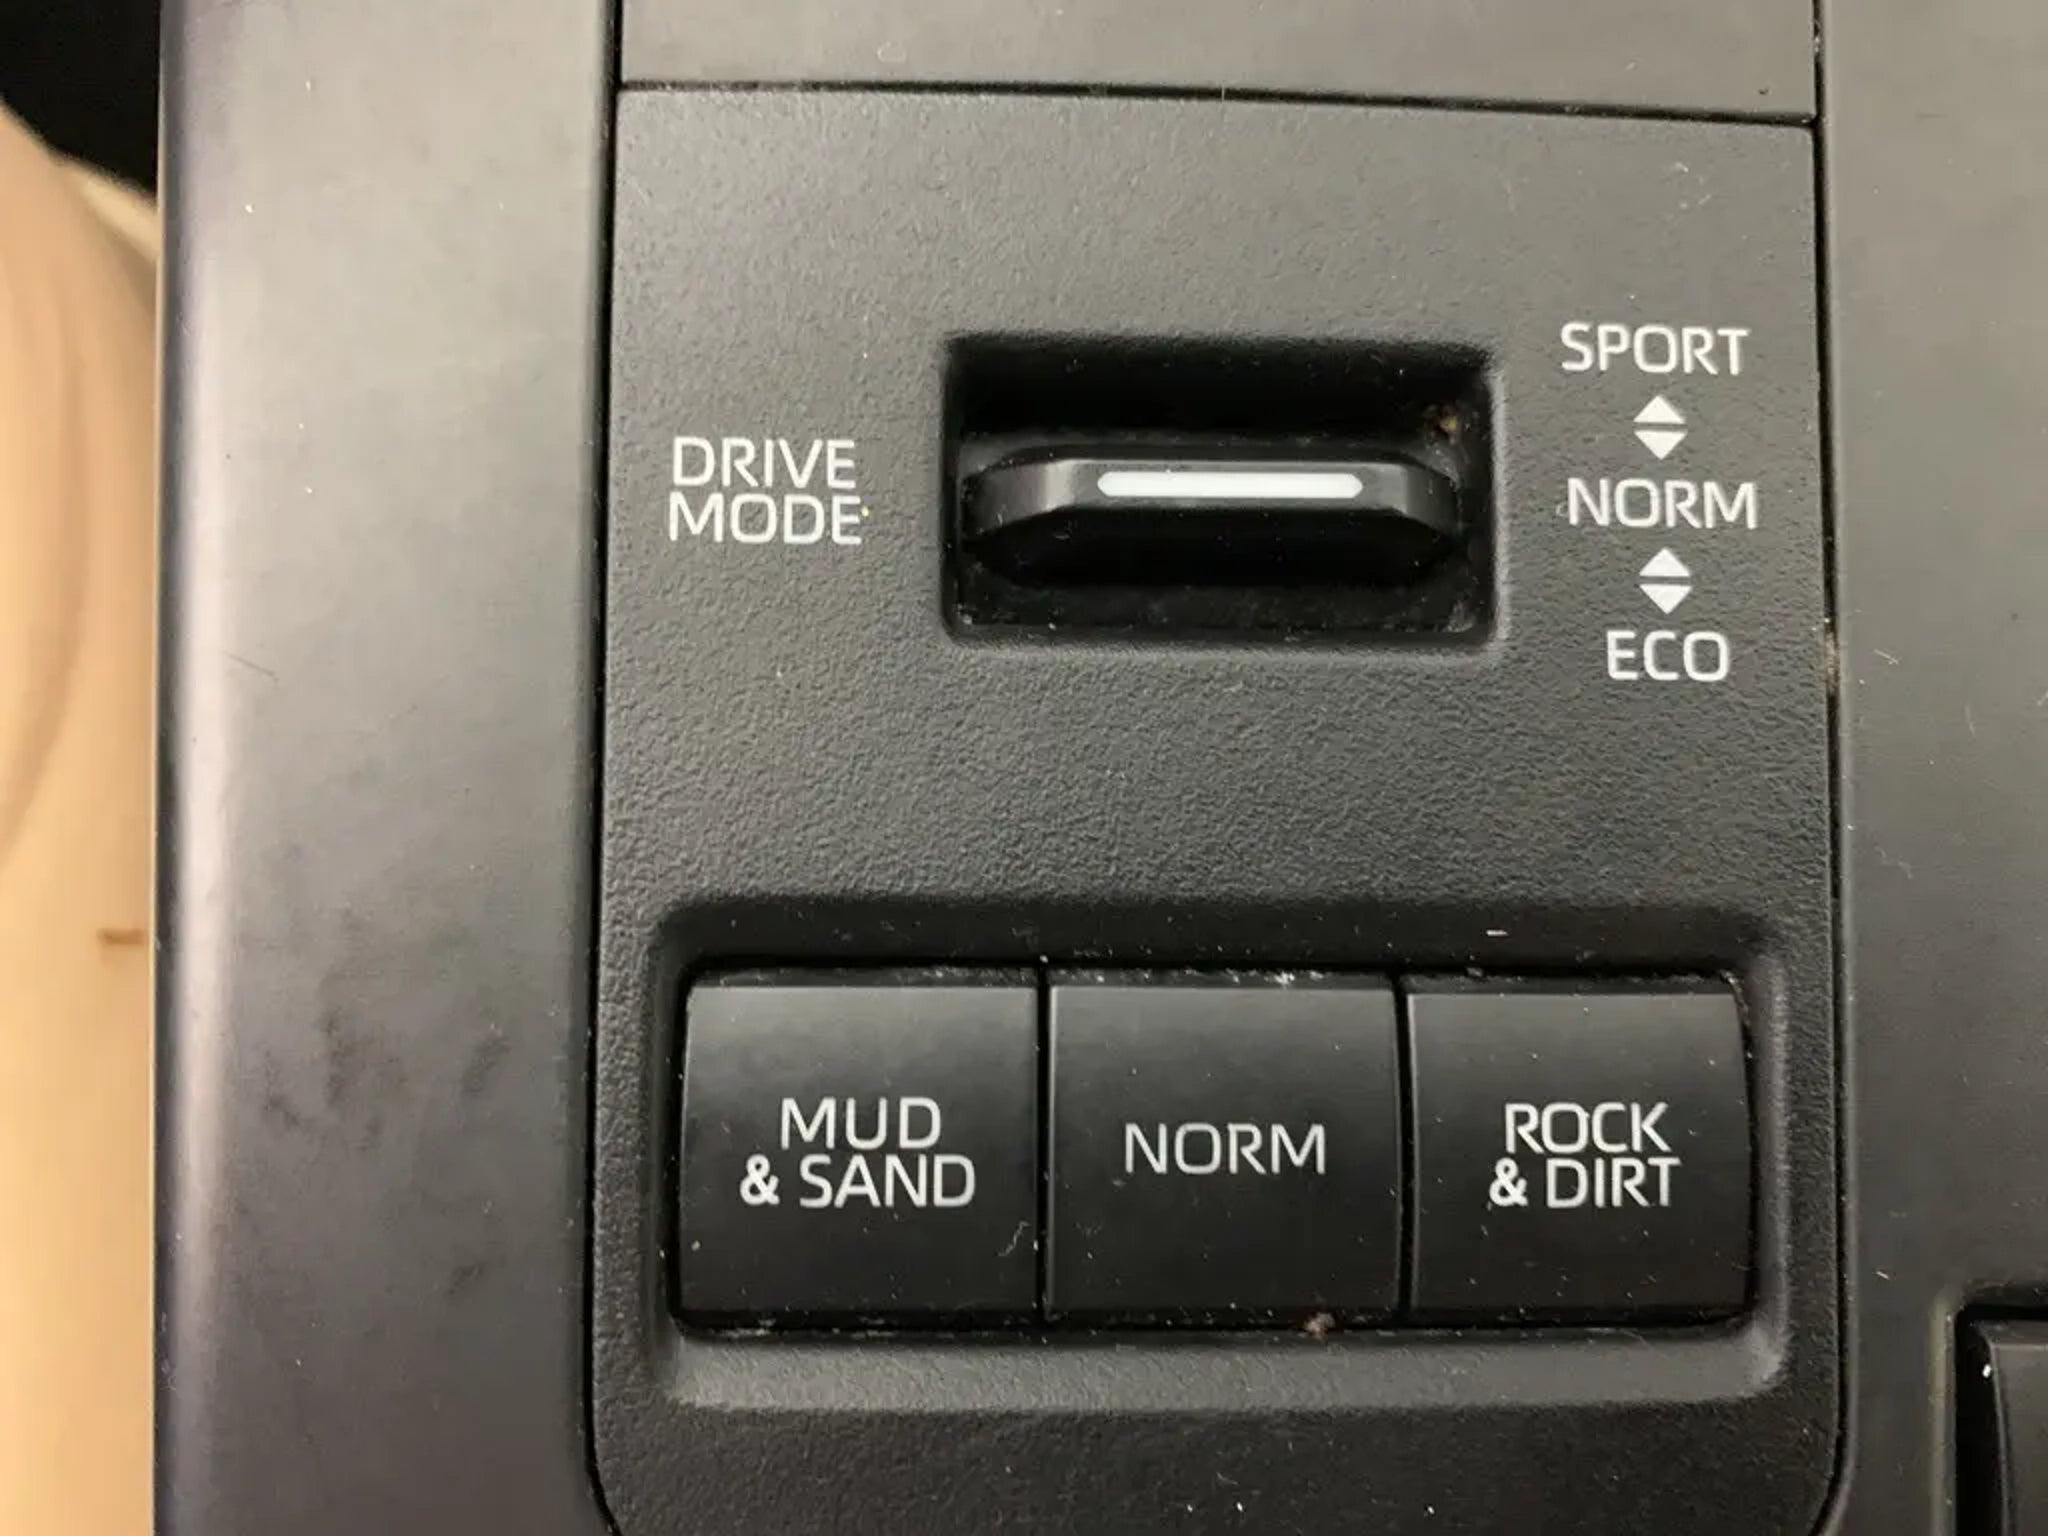 DRIVE
MODE
SPORT
NORM
ECO
MUD
& SAND
NORM
ROCK
& DIRT